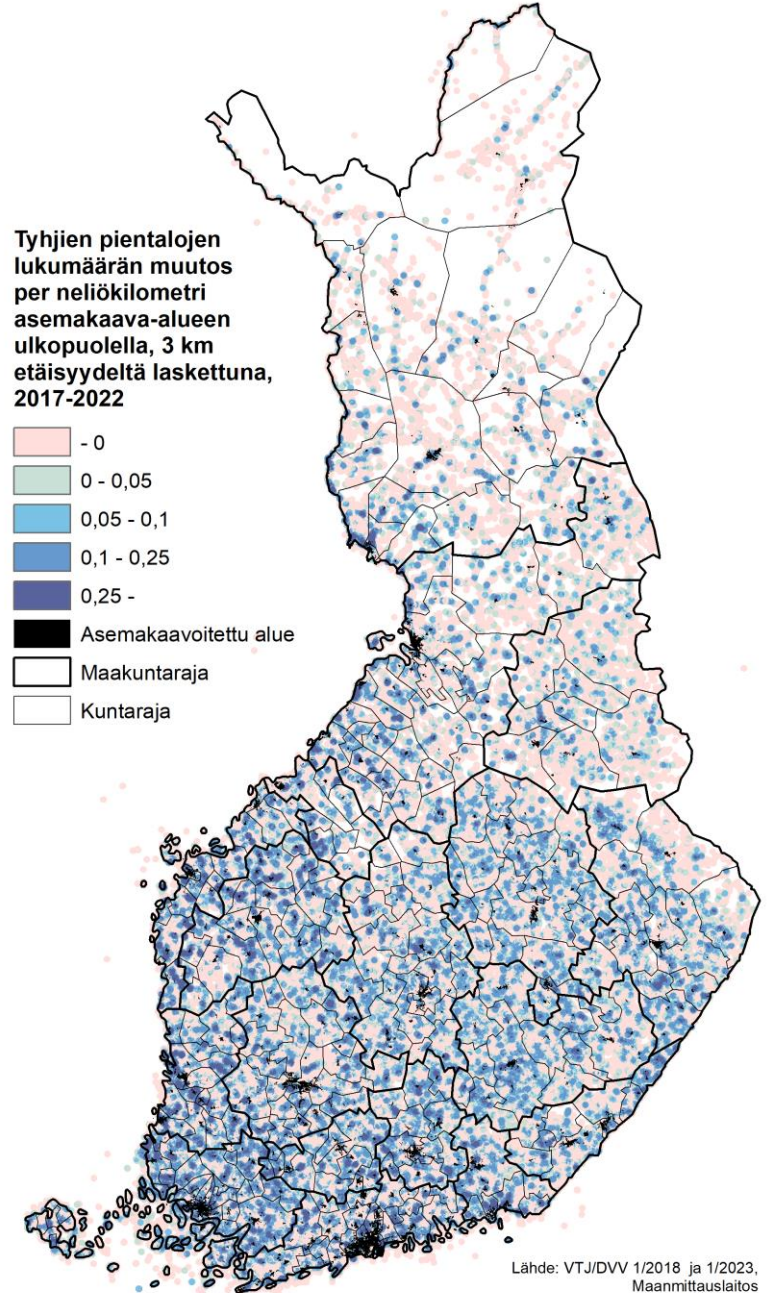 Tyhjien pientalojen
lukumäärän muutos
per neliökilometri
asemakaava-alueen
ulkopuolella, 3 km
etäisyydeltä laskettuna,
2017-2022
- 0
0 - 0,05
0,05 - 0,1
0,1 - 0,25
0,25 -
Asemakaavoitettu alue
Maakuntaraja
Kuntaraja
Lähde: VTJ/DVV 1/2018 ja 1/2023,
Maanmittauslaitos